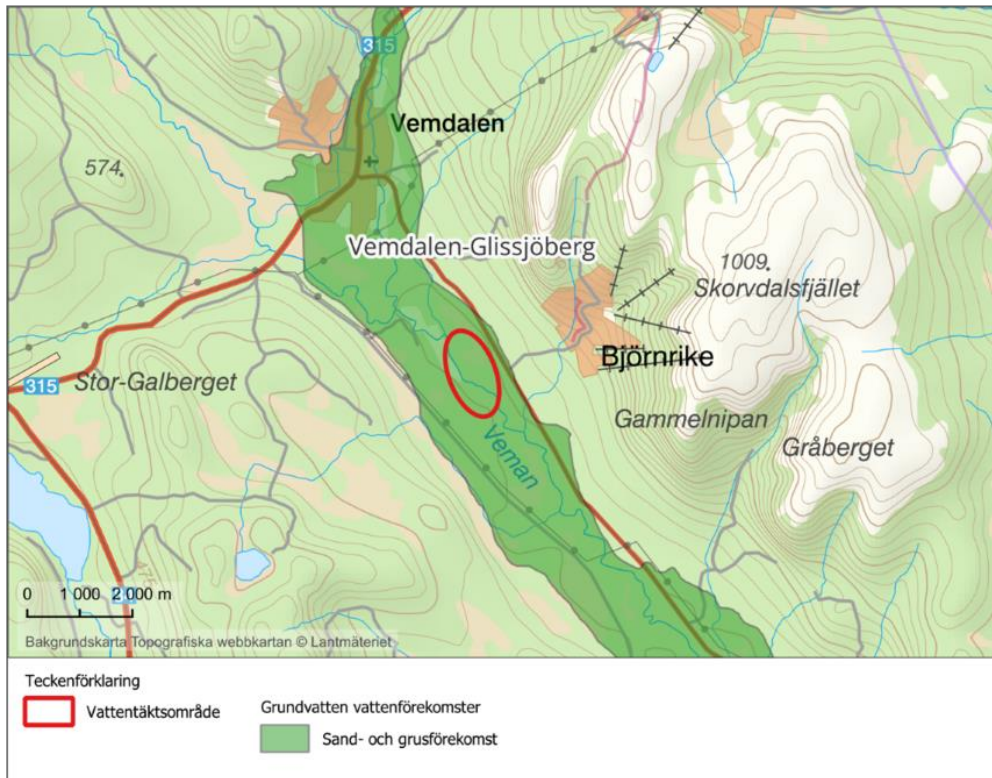 315
Vemdalen
574.
Vemdalen-Glissjöberg
1009.
Skorvdalsfjället
Björnrike
315
Stor-Galberget
Gammelnipan
Gråberget
Veman
0 1 000 2 000 m
Bakgrundskarta Topografiska webbkartan © Lantmäteriet
Teckenförklaring
Vattentäktsområde
Grundvatten vattenförekomster
Sand- och grusförekomst